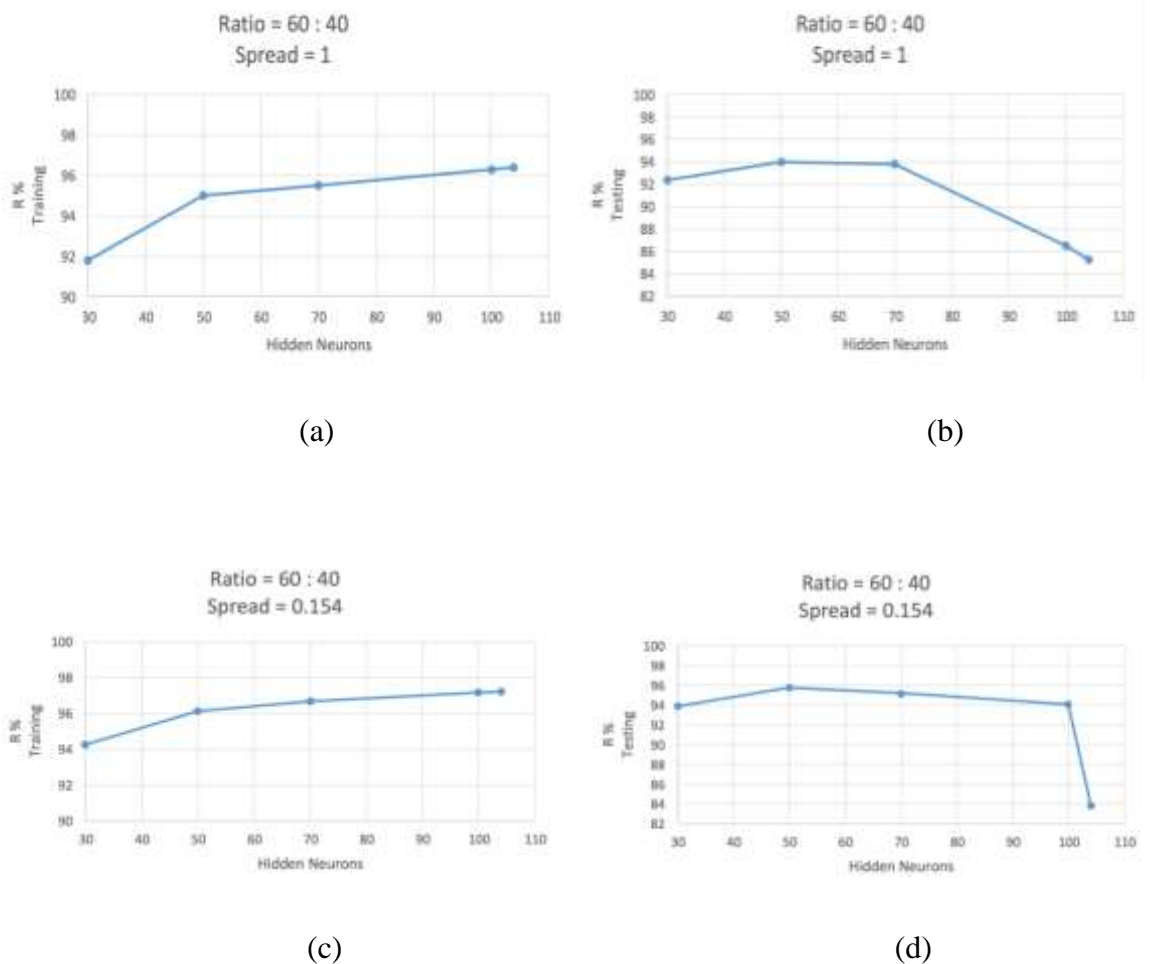 Ratio = 60 : 40
Spread = 1
100
98
96
94
92
90
R %
Training
30 40 50 60 70 80 90 100 110
Hidden Neurons
(a)
Ratio = 60 : 40
Spread = 1
100
98
96
94
92
90
88
86
84
82
R %
Testing
30 40 50 60 70 80 90 100 110
Hidden Neurons
(b)
Ratio = 60 : 40
Spread = 0.154
100
98
96
94
92
90
R %
Training
30 40 50 60 70 80 90 100 110
Hidden Neurons
(c)
Ratio = 60 : 40
Spread = 0.154
100
98
96
94
92
90
88
86
84
82
R %
Testing
30 40 50 60 70 80 90 100 110
Hidden Neurons
(d)